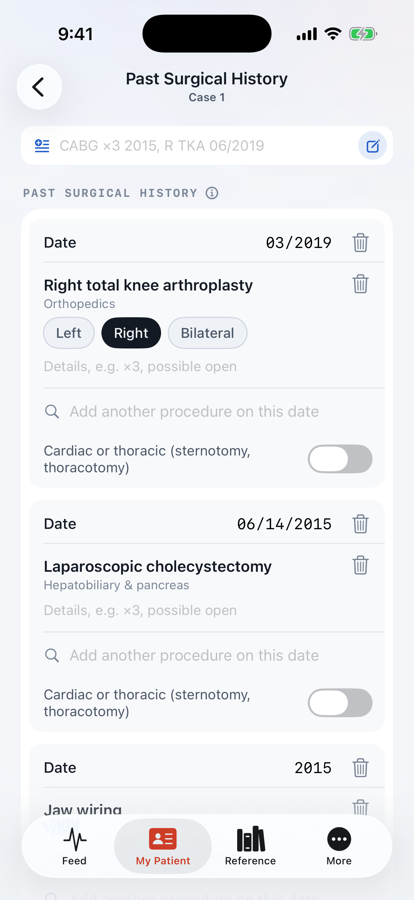 9:41
Past Surgical History
Case 1
CABG ×3 2015, R TKA 06/2019
PAST SURGICAL HISTORY
Date 03/2019
Right total knee arthroplasty
Orthopedics
Left Right Bilateral
Details, e.g. ×3, possible open
Add another procedure on this date
Cardiac or thoracic (sternotomy,
thoracotomy)
Date 06/14/2015
Laparoscopic cholecystectomy
Hepatobiliary & pancreas
Details, e.g. ×3, possible open
Add another procedure on this date
Cardiac or thoracic (sternotomy,
thoracotomy)
Date 2015
Jaw wiring
Feed My Patient Reference More